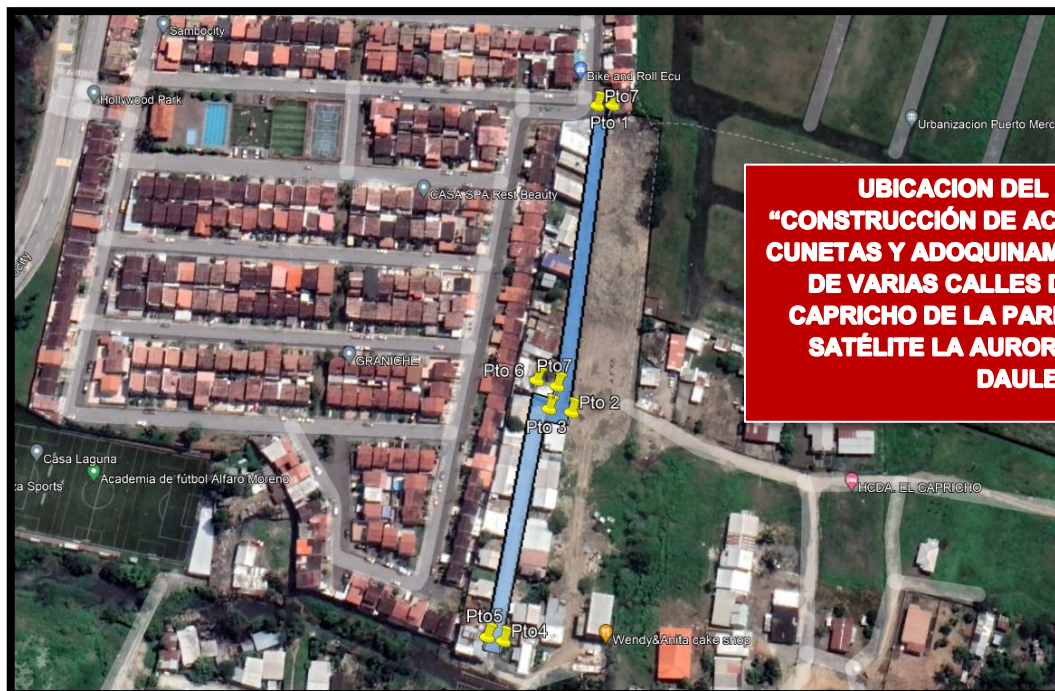 Sambocity
Bike and Roll Ecu
Hollywood Park
Pto7
Pto 1
Urbanizacion Puerto Merc
CASA SPA Rest Beauty
UBICACION DEL
“CONSTRUCCIÓN DE AC
CUNETAS Y ADOQUINAM
DE VARIAS CALLES D
CAPRICHO DE LA PAR
SATÉLITE LA AUROR
DAULE
GRANICHE
Pto 6
Pto7
Pto 2
Pto 3
Casa Laguna
Academia de fútbol Alfaro Moreno
za Sports
HCDA. EL CAPRICHO
Pto5
Pto4
Wendy&Anita cake shop